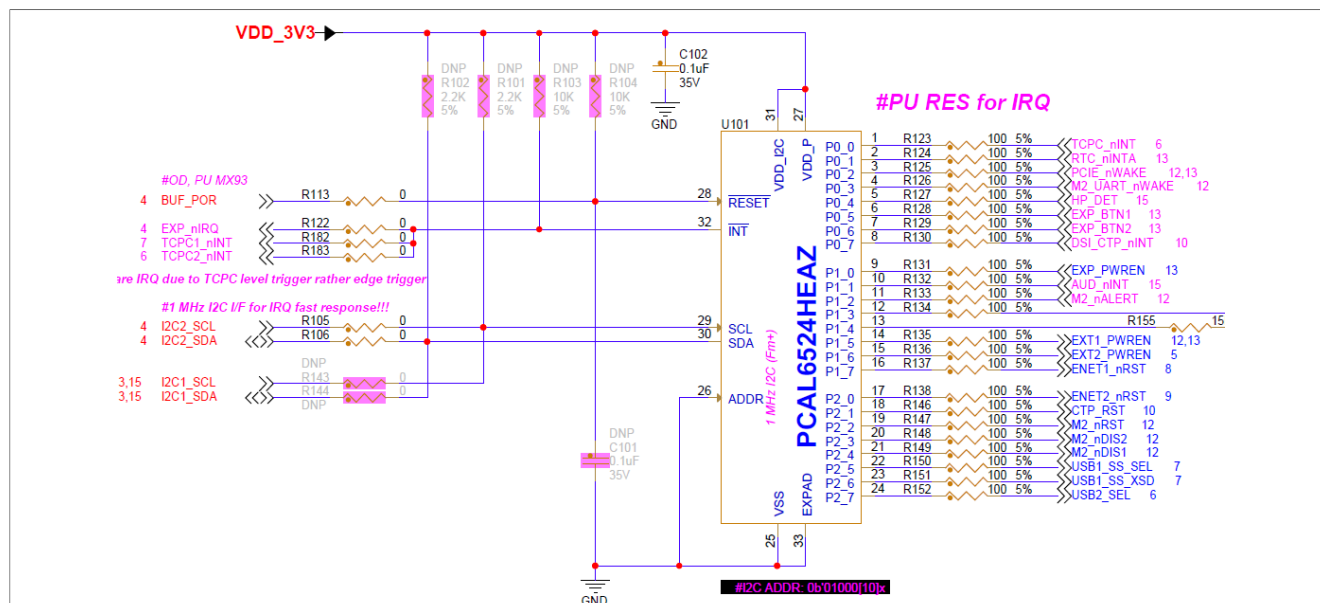 VDD_3V3
DNP
R102
2.2K
5%
DNP
R101
2.2K
5%
DNP
R103
10K
5%
DNP
R104
10K
5%
C102
0.1uF
35V
GND
#PU RES for IRQ
U101
31
27
VDD_I2C
VDD_P
#OD, PU MX93
4 BUF_POR R113 0 28 RESET
4 EXP_nIRQ R122 0 32 INT
7 TCPC1_nINT R182 0
6 TCPC2_nINT R183 0
are IRQ due to TCPC level trigger rather edge trigger
#1 MHz I2C I/F for IRQ fast response!!!
4 I2C2_SCL R105 0 29 SCL
4 I2C2_SDA R106 0 30 SDA
DNP
3,15 I2C1_SCL R143 0
3,15 I2C1_SDA R144 0
DNP
26 ADDR
1 MHz I2C (Fm+)
PCAL6524HEAZ
P0_0 1 R123 100 5% TCPC_nINT 6
P0_1 2 R124 100 5% RTC_nINTA 13
P0_2 3 R125 100 5% PCIE_nWAKE 12,13
P0_3 4 R126 100 5% M2_UART_nWAKE 12
P0_4 5 R127 100 5% HP_DET 15
P0_5 6 R128 100 5% EXP_BTN1 13
P0_6 7 R129 100 5% EXP_BTN2 13
P0_7 8 R130 100 5% DSI_CTP_nINT 10
P1_0 9 R131 100 5% EXP_PWREN 13
P1_1 10 R132 100 5% AUD_nINT 15
P1_2 11 R133 100 5% M2_nALERT 12
P1_3 12 R134 100 5%
P1_4 13 R155 15
P1_5 14 R135 100 5% EXT1_PWREN 12,13
P1_6 15 R136 100 5% EXT2_PWREN 5
P1_7 16 R137 100 5% ENET1_nRST 8
P2_0 17 R138 100 5% ENET2_nRST 9
P2_1 18 R146 100 5% CTP_RST 10
P2_2 19 R147 100 5% M2_nRST 12
P2_3 20 R148 100 5% M2_nDIS2 12
P2_4 21 R149 100 5% M2_nDIS1 12
P2_5 22 R150 100 5% USB1_SS_SEL 7
P2_6 23 R151 100 5% USB1_SS_XSD 7
P2_7 24 R152 100 5% USB2_SEL 6
DNP
C101
0.1uF
35V
VSS
EXPAD
25
33
GND
#I2C ADDR: 0b'01000[10]x